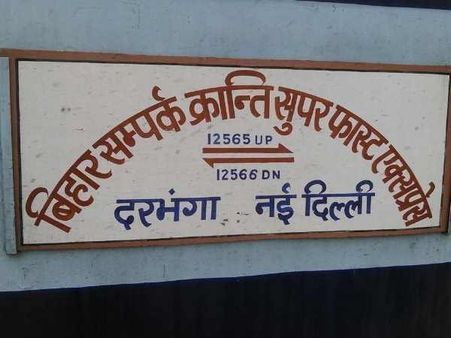 बिहार सम्पर्क क्रान्ति सुपर फास्ट एक्सप्रेस
12565 UP
12566 DN
दरभंगा नई दिल्ली